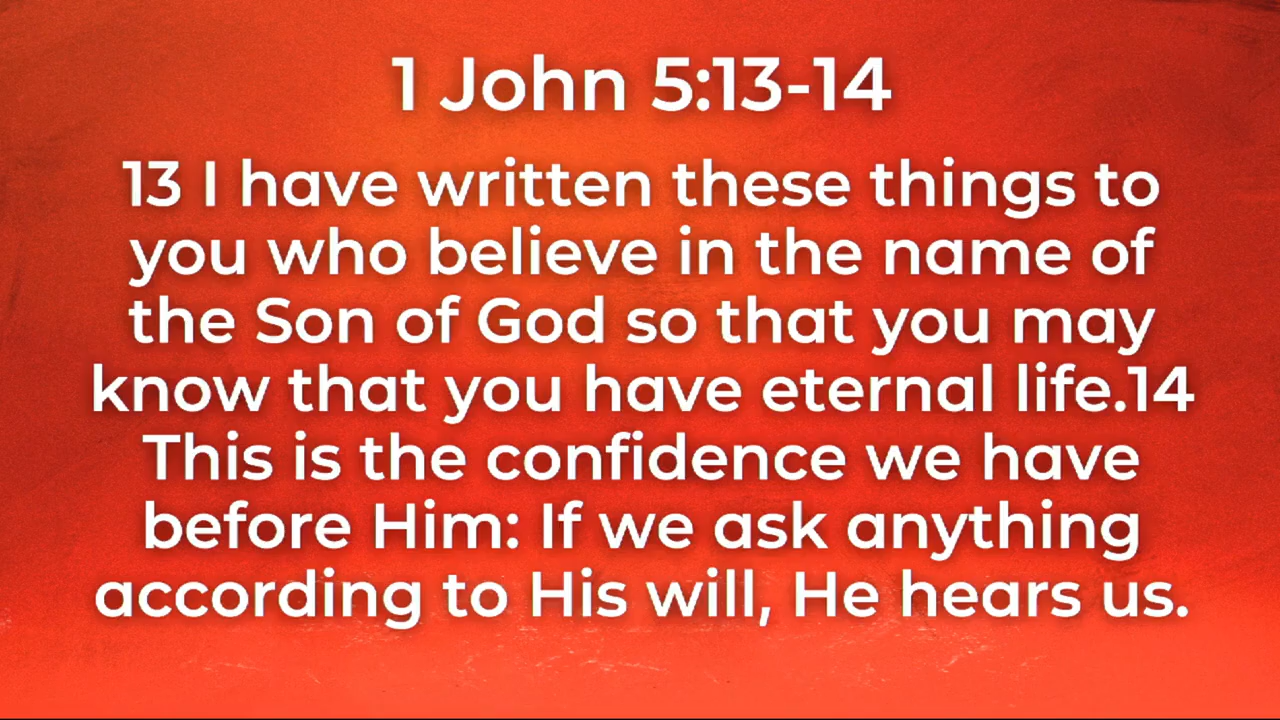 1 John 5:13-14
13 I have written these things to
you who believe in the name of
the Son of God so that you may
know that you have eternal life.14
This is the confidence we have
before Him: If we ask anything
according to His will, He hears us.